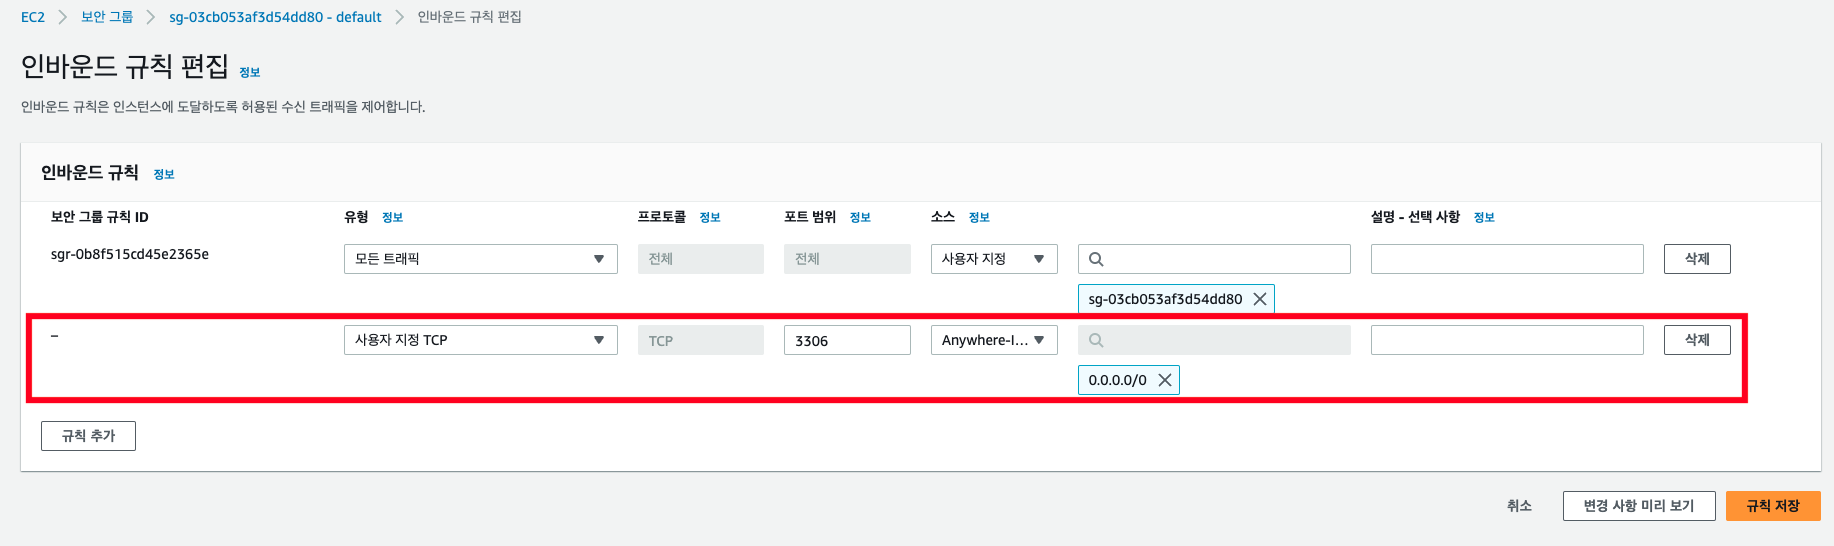 EC2 > 보안 그룹 > sg-03cb053af3d54dd80 - default > 인바운드 규칙 편집
인바운드 규칙 편집 정보
인바운드 규칙은 인스턴스에 도달하도록 허용된 수신 트래픽을 제어합니다.
인바운드 규칙 정보
보안 그룹 규칙 ID 유형 정보 프로토콜 정보 포트 범위 정보 소스 정보 설명 - 선택 사항 정보
sgr-0b8f515cd45e2365e 모든 트래픽 전체 전체 사용자 지정 삭제
sg-03cb053af3d54dd80
– 사용자 지정 TCP TCP 3306 Anywhere-I... 삭제
0.0.0.0/0
규칙 추가
취소 변경 사항 미리 보기 규칙 저장